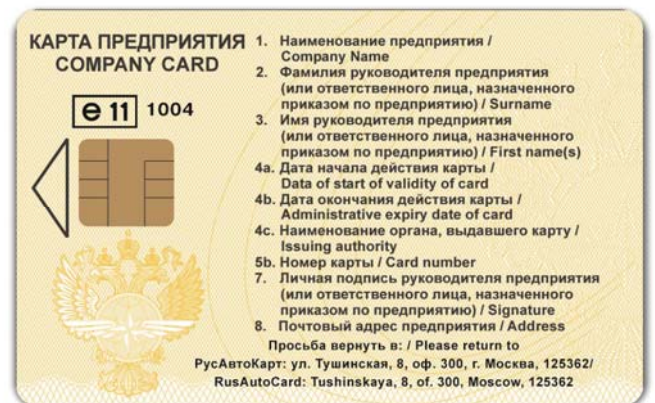 КАРТА ПРЕДПРИЯТИЯ
COMPANY CARD
e 11 1004
1. Наименование предприятия /
Company Name
2. Фамилия руководителя предприятия
(или ответственного лица, назначенного
приказом по предприятию) / Surname
3. Имя руководителя предприятия
(или ответственного лица, назначенного
приказом по предприятию) / First name(s)
4a. Дата начала действия карты /
Data of start of validity of card
4b. Дата окончания действия карты /
Administrative expiry date of card
4c. Наименование органа, выдавшего карту /
Issuing authority
5b. Номер карты / Card number
7. Личная подпись руководителя предприятия
(или ответственного лица, назначенного
приказом по предприятию) / Signature
8. Почтовый адрес предприятия / Address
Просьба вернуть в: / Please return to
РусАвтоКарт: ул. Тушинская, 8, оф. 300, г. Москва, 125362/
RusAutoCard: Tushinskaya, 8, of. 300, Moscow, 125362